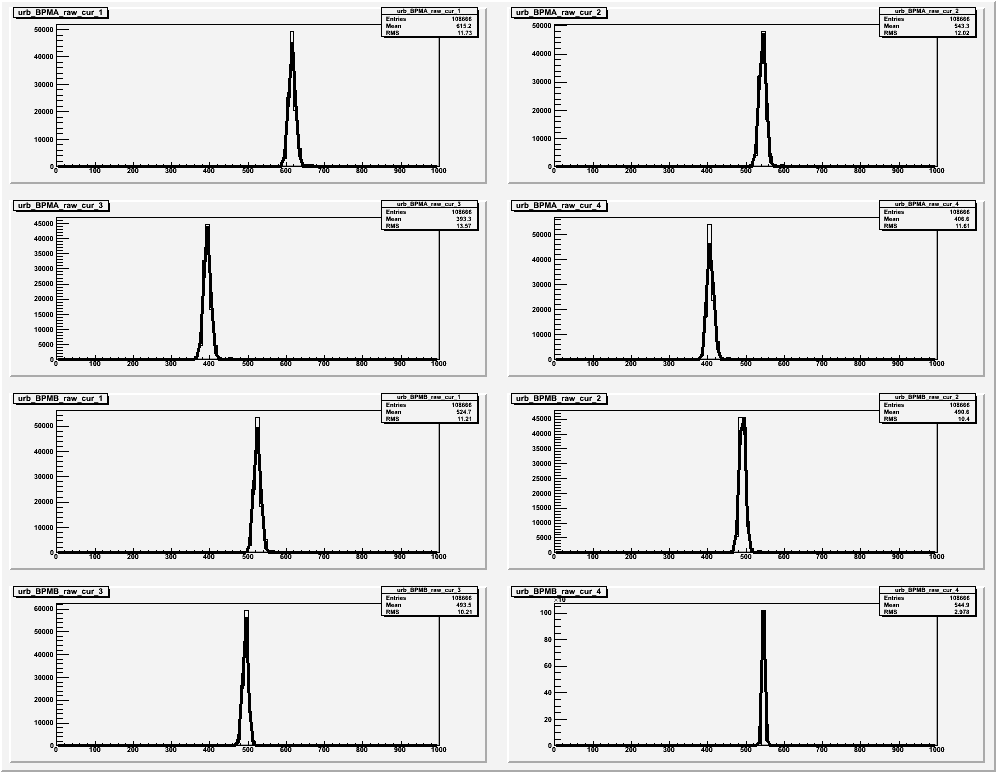 urb_BPMA_raw_cur_1
urb_BPMA_raw_cur_1
Entries 108666
Mean 615.2
RMS 11.73
50000
40000
30000
20000
10000
0
0 100 200 300 400 500 600 700 800 900 1000
urb_BPMA_raw_cur_2
urb_BPMA_raw_cur_2
Entries 108666
Mean 543.3
RMS 12.02
50000
40000
30000
20000
10000
0
0 100 200 300 400 500 600 700 800 900 1000
urb_BPMA_raw_cur_3
urb_BPMA_raw_cur_3
Entries 108666
Mean 393.3
RMS 13.57
45000
40000
35000
30000
25000
20000
15000
10000
5000
0
0 100 200 300 400 500 600 700 800 900 1000
urb_BPMA_raw_cur_4
urb_BPMA_raw_cur_4
Entries 108666
Mean 406.6
RMS 11.61
50000
40000
30000
20000
10000
0
0 100 200 300 400 500 600 700 800 900 1000
urb_BPMB_raw_cur_1
urb_BPMB_raw_cur_1
Entries 108666
Mean 524.7
RMS 11.21
50000
40000
30000
20000
10000
0
0 100 200 300 400 500 600 700 800 900 1000
urb_BPMB_raw_cur_2
urb_BPMB_raw_cur_2
Entries 108666
Mean 490.6
RMS 10.4
45000
40000
35000
30000
25000
20000
15000
10000
5000
0
0 100 200 300 400 500 600 700 800 900 1000
urb_BPMB_raw_cur_3
urb_BPMB_raw_cur_3
Entries 108666
Mean 493.5
RMS 10.21
60000
50000
40000
30000
20000
10000
0
0 100 200 300 400 500 600 700 800 900 1000
urb_BPMB_raw_cur_4
urb_BPMB_raw_cur_4
Entries 108666
Mean 544.9
RMS 2.978
100
80
60
40
20
0
0 100 200 300 400 500 600 700 800 900 1000